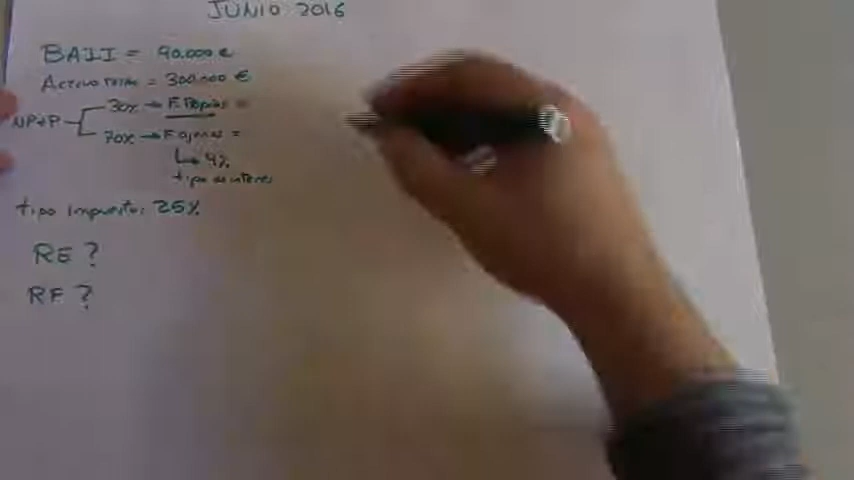 JUNIO 2016
BAII = 90.000 €
Activo total = 300.000 €
NP+P 30% → F. Propios =
70% → F. ajenos =
↳ 9%
tipo de interes
tipo impuesto: 25%
RE ?
RF ?